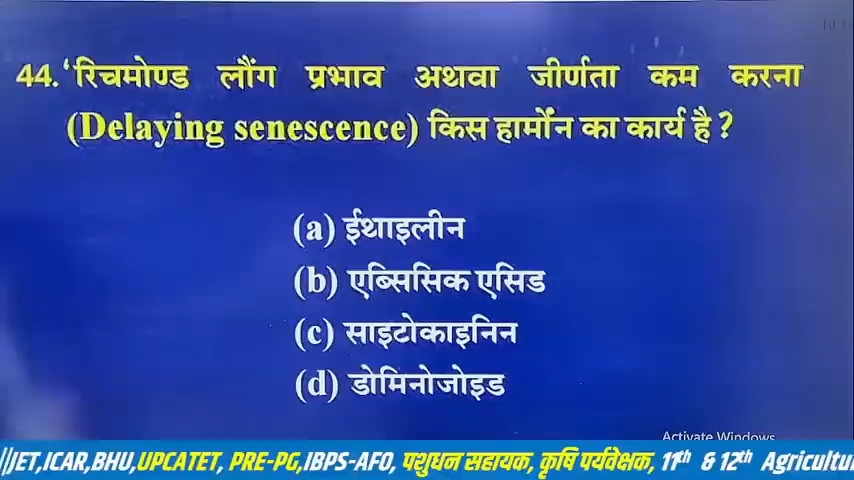 44.‘रिचमोण्ड लौंग प्रभाव अथवा जीर्णता कम करना
(Delaying senescence) किस हार्मोन का कार्य है ?
(a) ईथाइलीन
(b) एब्सिसिक एसिड
(c) साइटोकाइनिन
(d) डोमिनोजोइड
Activate Windows
||JET,ICAR,BHU,UPCATET, PRE-PG,IBPS-AFO, पशुधन सहायक, कृषि पर्यवेक्षक, 11th & 12th Agricultu